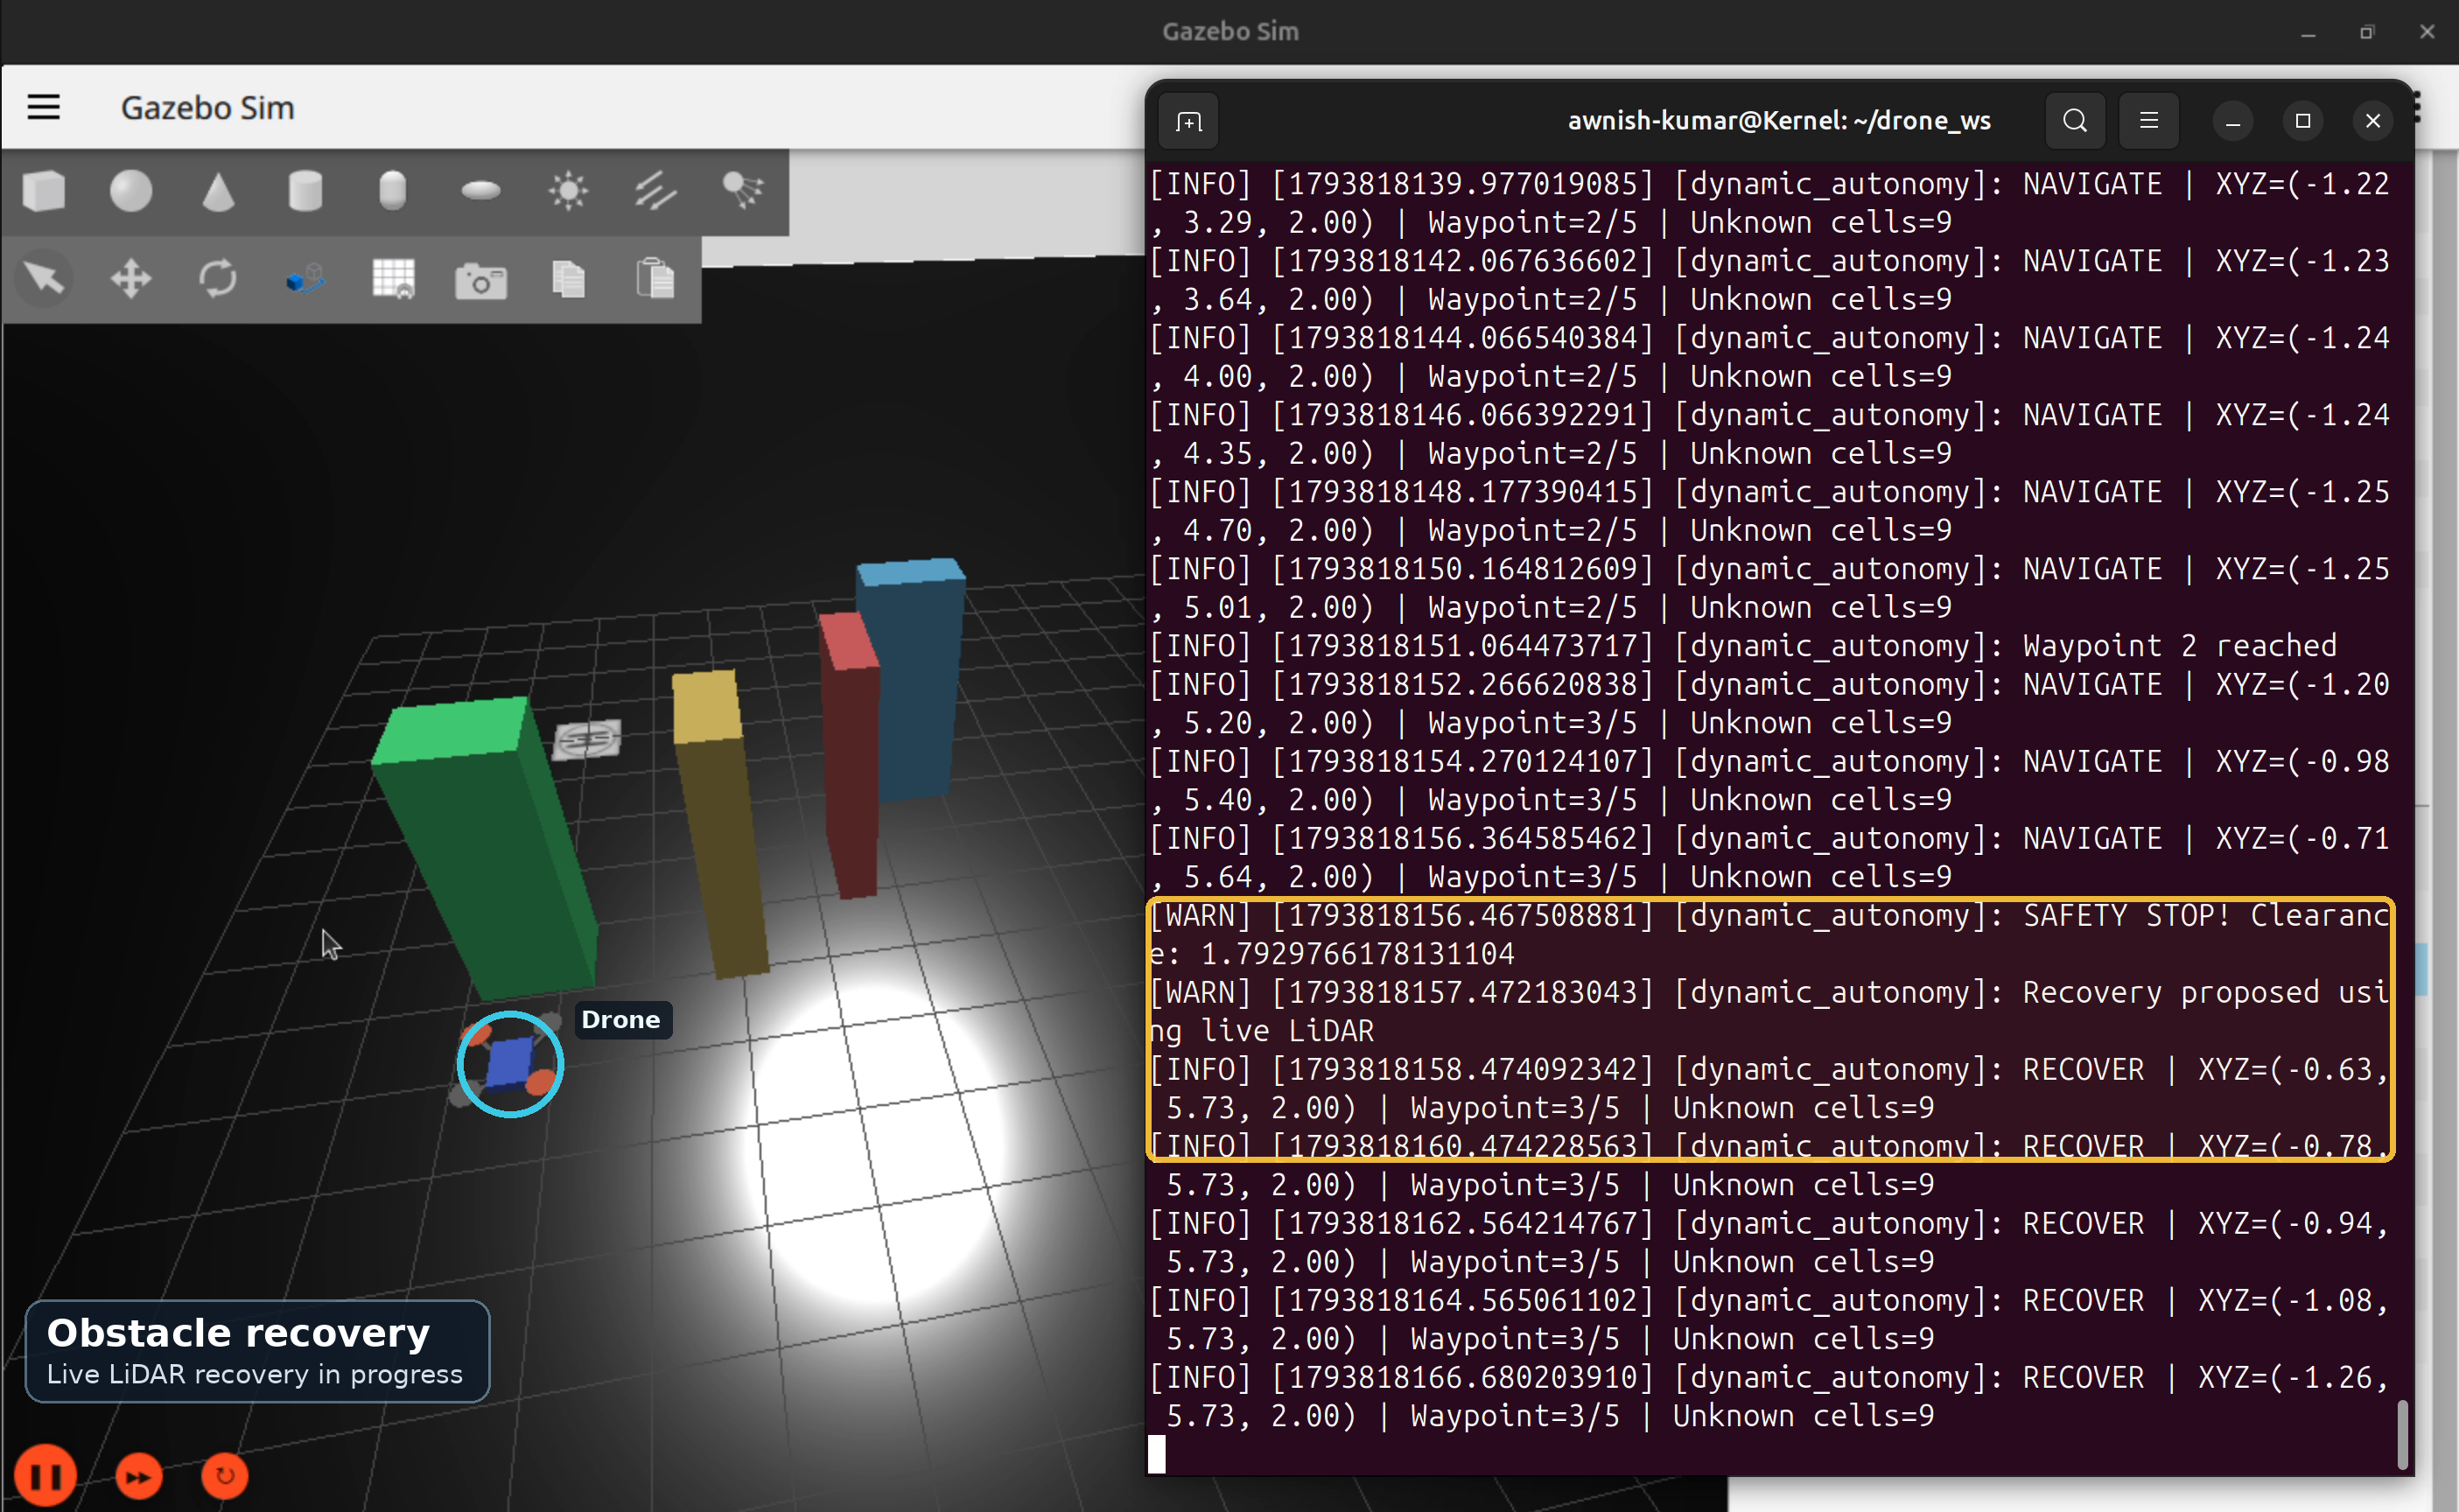 Gazebo Sim
Gazebo Sim
awnish-kumar@Kernel: ~/drone_ws
[INFO] [1793818139.977019085] [dynamic_autonomy]: NAVIGATE | XYZ=(-1.22
, 3.29, 2.00) | Waypoint=2/5 | Unknown cells=9
[INFO] [1793818142.067636602] [dynamic_autonomy]: NAVIGATE | XYZ=(-1.23
, 3.64, 2.00) | Waypoint=2/5 | Unknown cells=9
[INFO] [1793818144.066540384] [dynamic_autonomy]: NAVIGATE | XYZ=(-1.24
, 4.00, 2.00) | Waypoint=2/5 | Unknown cells=9
[INFO] [1793818146.066392291] [dynamic_autonomy]: NAVIGATE | XYZ=(-1.24
, 4.35, 2.00) | Waypoint=2/5 | Unknown cells=9
[INFO] [1793818148.177390415] [dynamic_autonomy]: NAVIGATE | XYZ=(-1.25
, 4.70, 2.00) | Waypoint=2/5 | Unknown cells=9
[INFO] [1793818150.164812609] [dynamic_autonomy]: NAVIGATE | XYZ=(-1.25
, 5.01, 2.00) | Waypoint=2/5 | Unknown cells=9
[INFO] [1793818151.064473717] [dynamic_autonomy]: Waypoint 2 reached
[INFO] [1793818152.266620838] [dynamic_autonomy]: NAVIGATE | XYZ=(-1.20
, 5.20, 2.00) | Waypoint=3/5 | Unknown cells=9
[INFO] [1793818154.270124107] [dynamic_autonomy]: NAVIGATE | XYZ=(-0.98
, 5.40, 2.00) | Waypoint=3/5 | Unknown cells=9
[INFO] [1793818156.364585462] [dynamic_autonomy]: NAVIGATE | XYZ=(-0.71
, 5.64, 2.00) | Waypoint=3/5 | Unknown cells=9
[WARN] [1793818156.467508881] [dynamic_autonomy]: SAFETY STOP! Clearanc
e: 1.7929766178131104
[WARN] [1793818157.472183043] [dynamic_autonomy]: Recovery proposed usi
ng live LiDAR
[INFO] [1793818158.474092342] [dynamic_autonomy]: RECOVER | XYZ=(-0.63,
5.73, 2.00) | Waypoint=3/5 | Unknown cells=9
[INFO] [1793818160.474228563] [dynamic_autonomy]: RECOVER | XYZ=(-0.78,
5.73, 2.00) | Waypoint=3/5 | Unknown cells=9
[INFO] [1793818162.564214767] [dynamic_autonomy]: RECOVER | XYZ=(-0.94,
5.73, 2.00) | Waypoint=3/5 | Unknown cells=9
[INFO] [1793818164.565061102] [dynamic_autonomy]: RECOVER | XYZ=(-1.08,
5.73, 2.00) | Waypoint=3/5 | Unknown cells=9
[INFO] [1793818166.680203910] [dynamic_autonomy]: RECOVER | XYZ=(-1.26,
5.73, 2.00) | Waypoint=3/5 | Unknown cells=9
Drone
Obstacle recovery
Live LiDAR recovery in progress